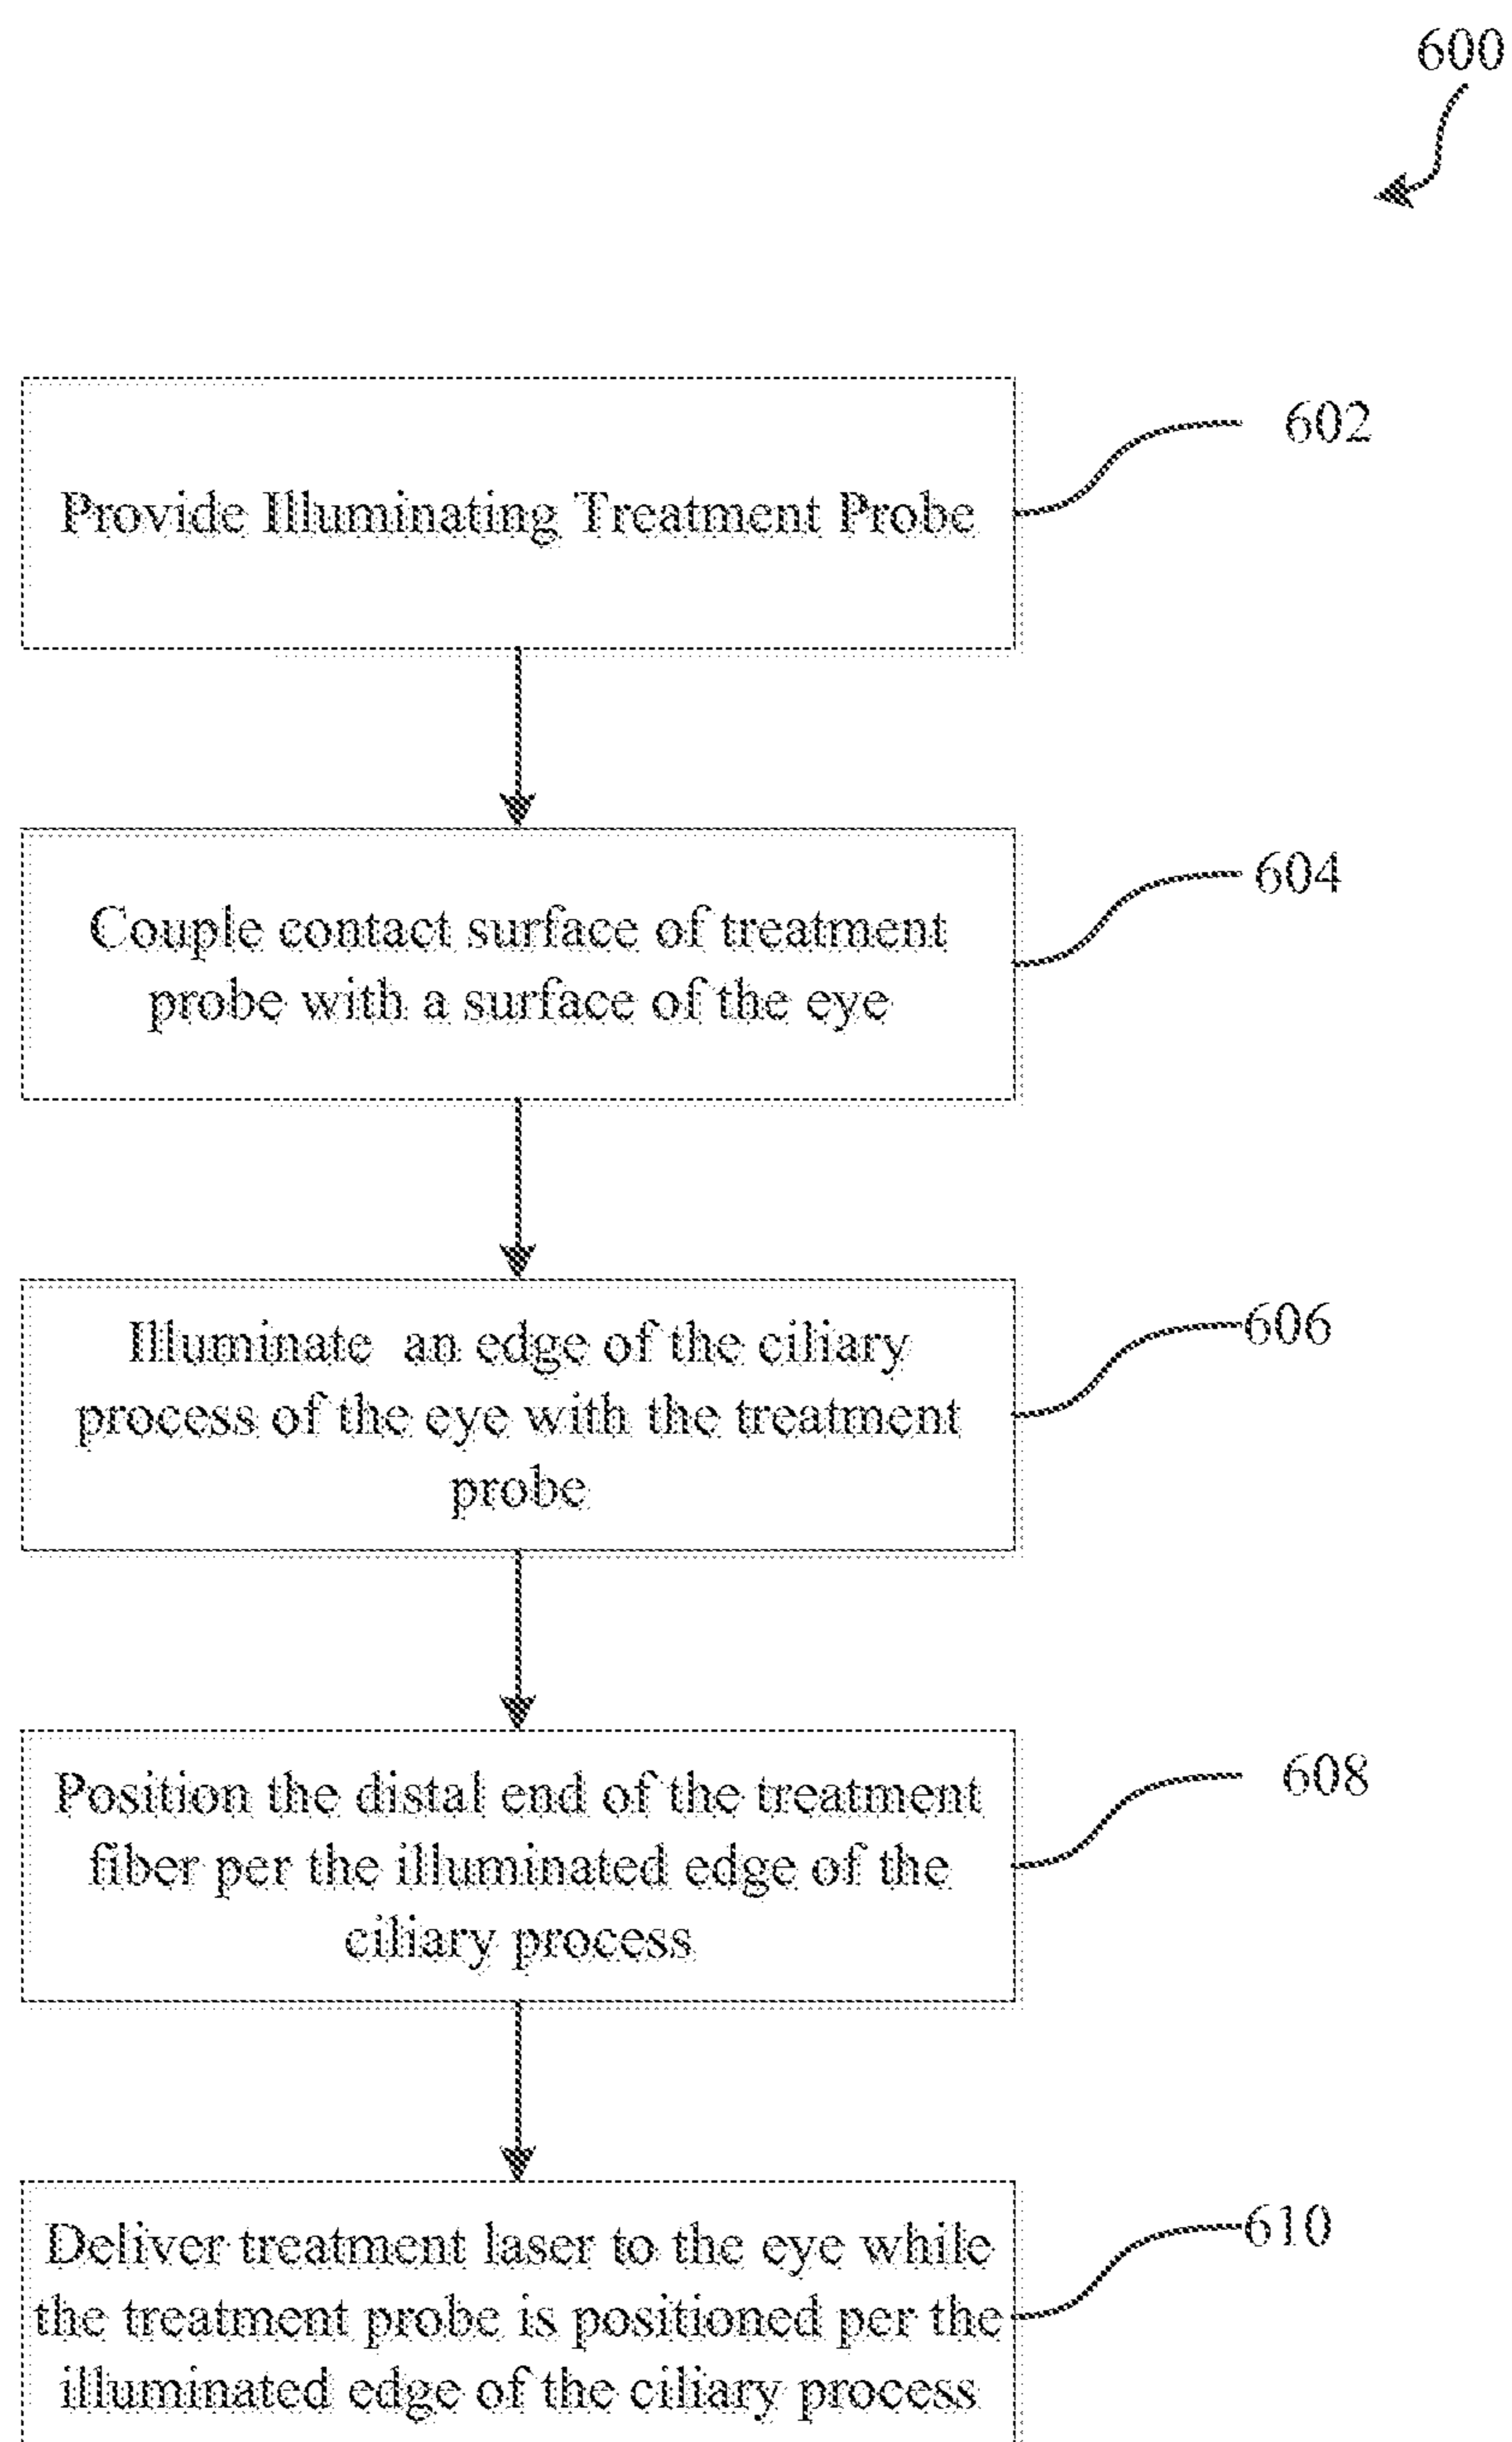 600
Provide Illuminating Treatment Probe
602
Couple contact surface of treatment
probe with a surface of the eye
604
Illuminate an edge of the ciliary
process of the eye with the treatment
probe
606
Position the distal end of the treatment
fiber per the illuminated edge of the
ciliary process
608
Deliver treatment laser to the eye while
the treatment probe is positioned per the
illuminated edge of the ciliary process
610